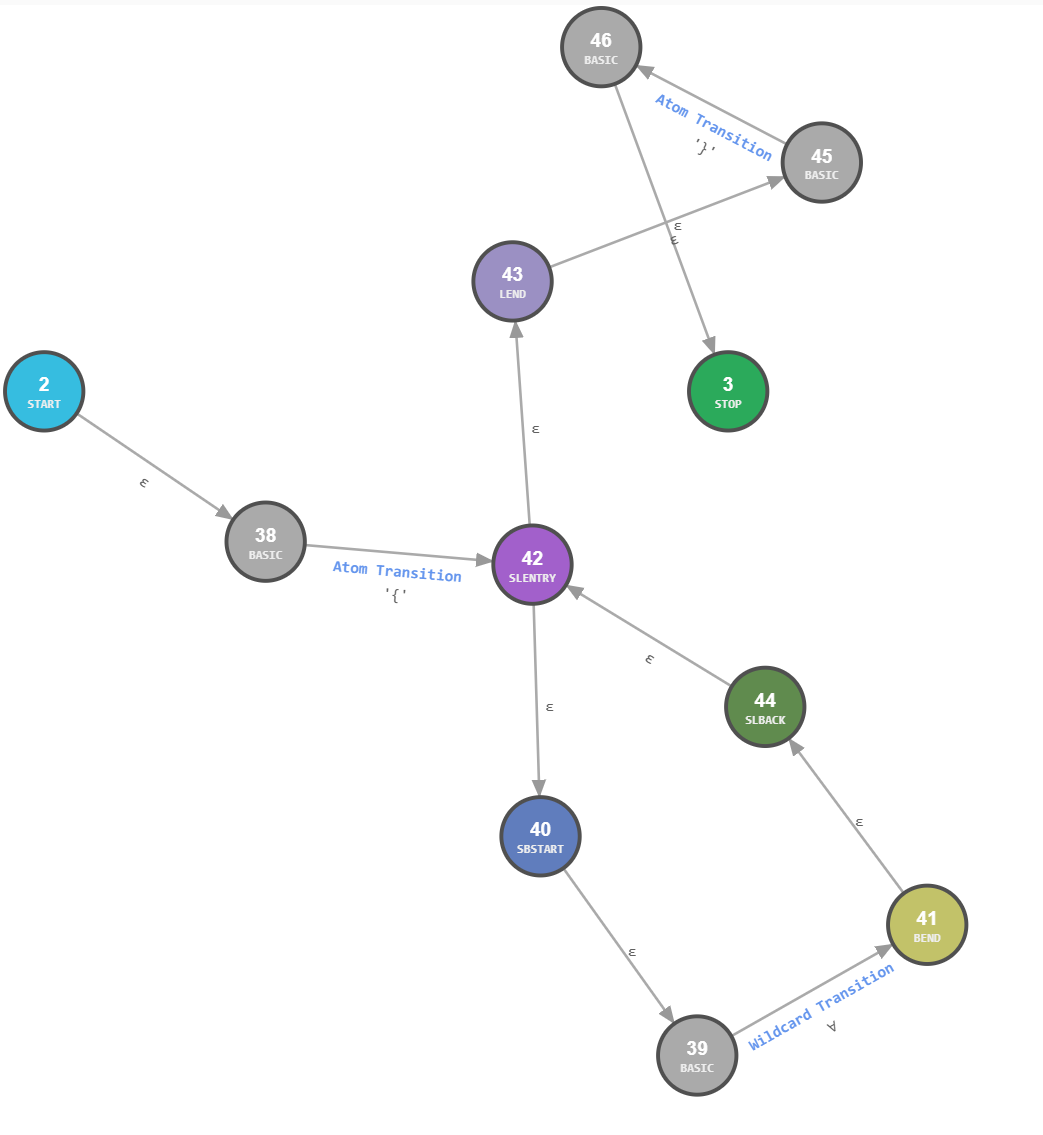 46
BASIC
Atom Transition
'}'
45
BASIC
ε
ε
43
LEND
2
START
3
STOP
ε
ε
38
BASIC
Atom Transition
'{'
42
SLENTRY
ε
ε
44
SLBACK
40
SBSTART
ε
41
BEND
ε
Wildcard Transition
∀
39
BASIC